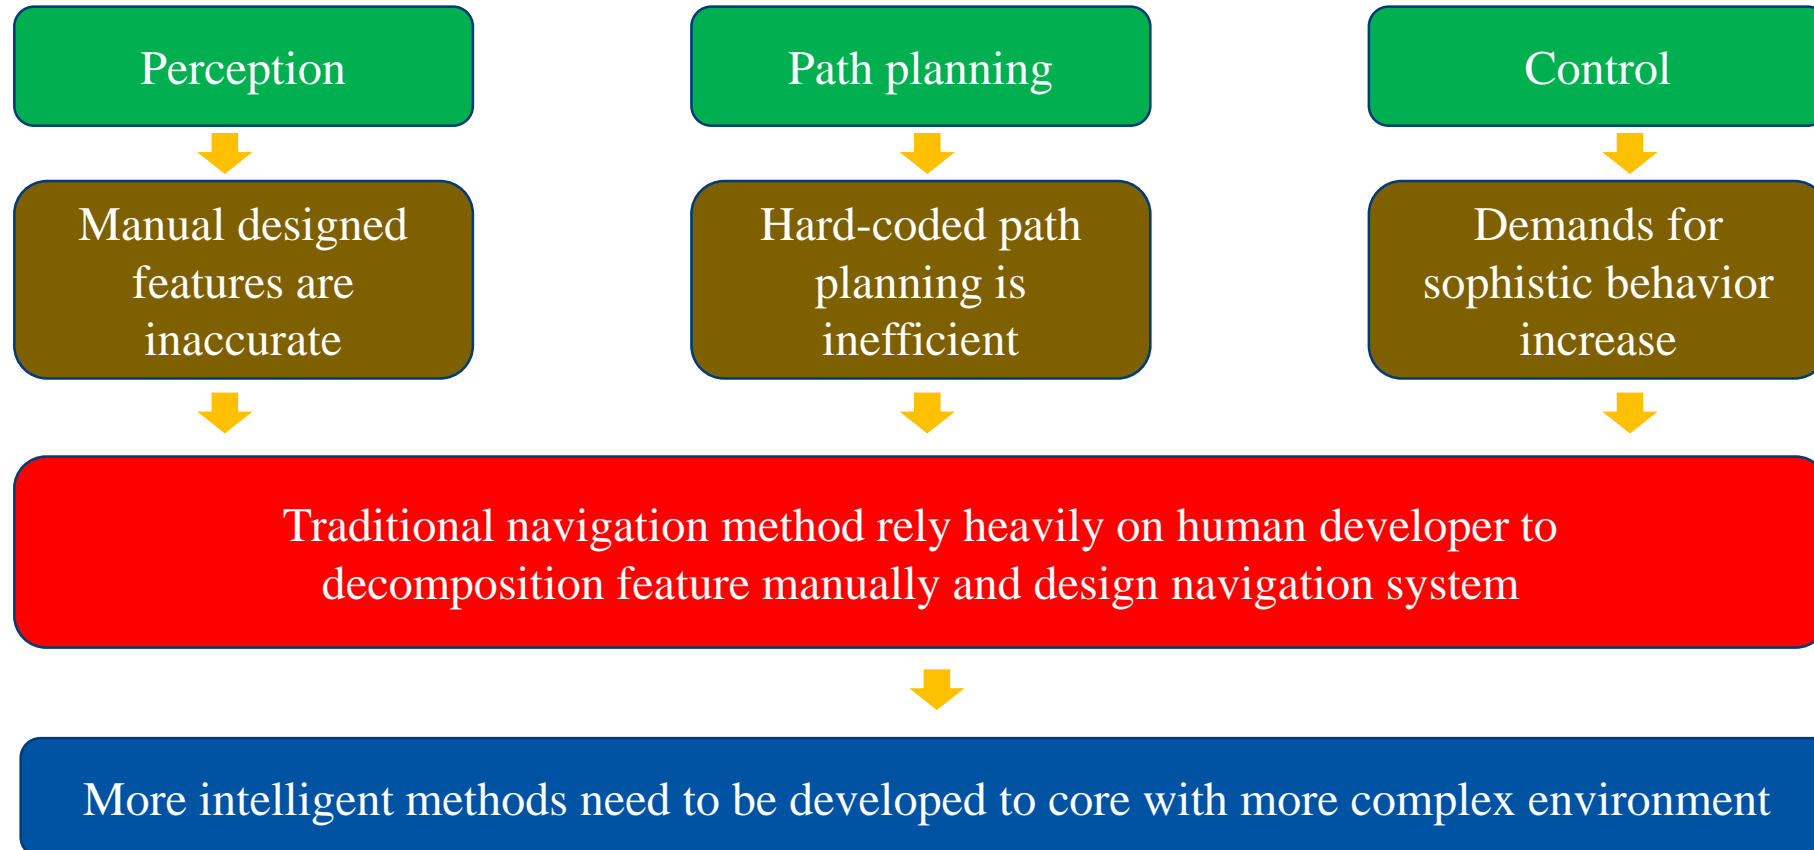 Perception
Path planning
Control
Manual designed
features are
inaccurate
Hard-coded path
planning is
inefficient
Demands for
sophistic behavior
increase
Traditional navigation method rely heavily on human developer to
decomposition feature manually and design navigation system
More intelligent methods need to be developed to core with more complex environment